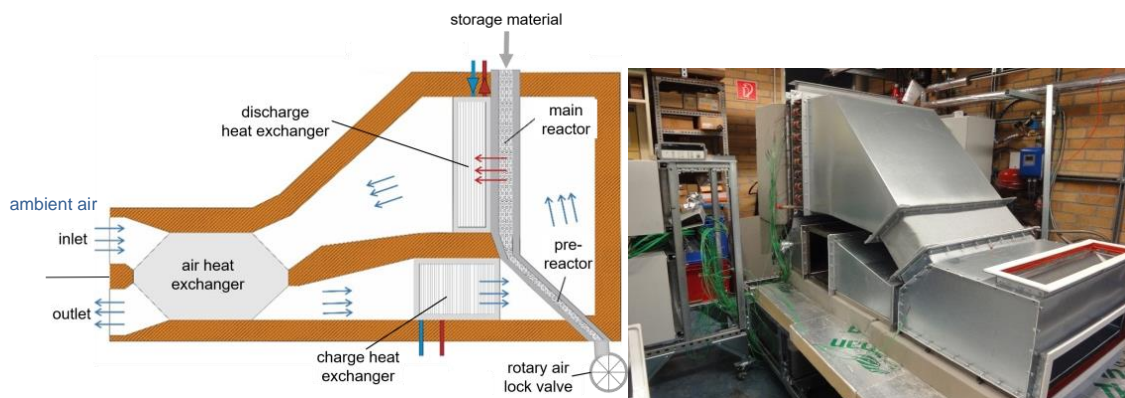 storage material
discharge
heat exchanger
main
reactor
ambient air
inlet
air heat
exchanger
outlet
pre-
reactor
charge heat
exchanger
rotary air
lock valve